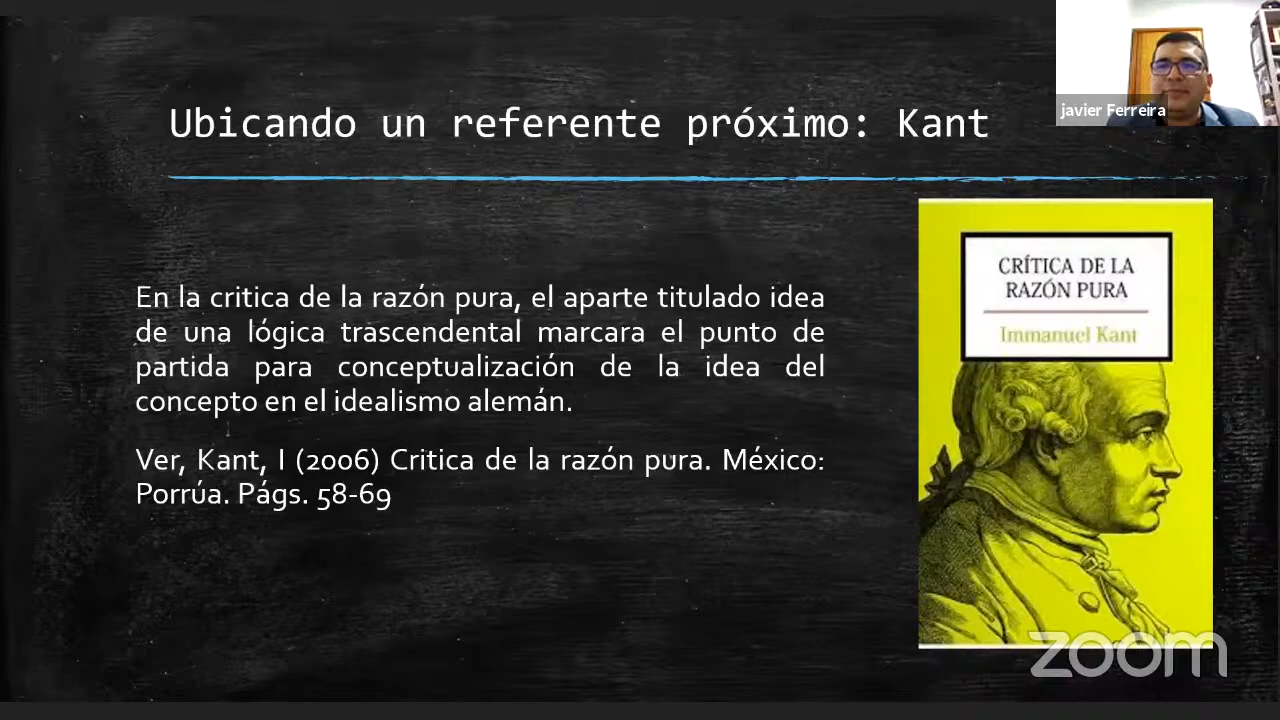 Ubicando un referente próximo: Kant
javier Ferreira
En la critica de la razón pura, el aparte titulado idea
de una lógica trascendental marcara el punto de
partida para conceptualización de la idea del
concepto en el idealismo alemán.
Ver, Kant, I (2006) Critica de la razón pura. México:
Porrúa. Págs. 58-69
CRÍTICA DE LA
RAZÓN PURA
Immanuel Kant
zoom